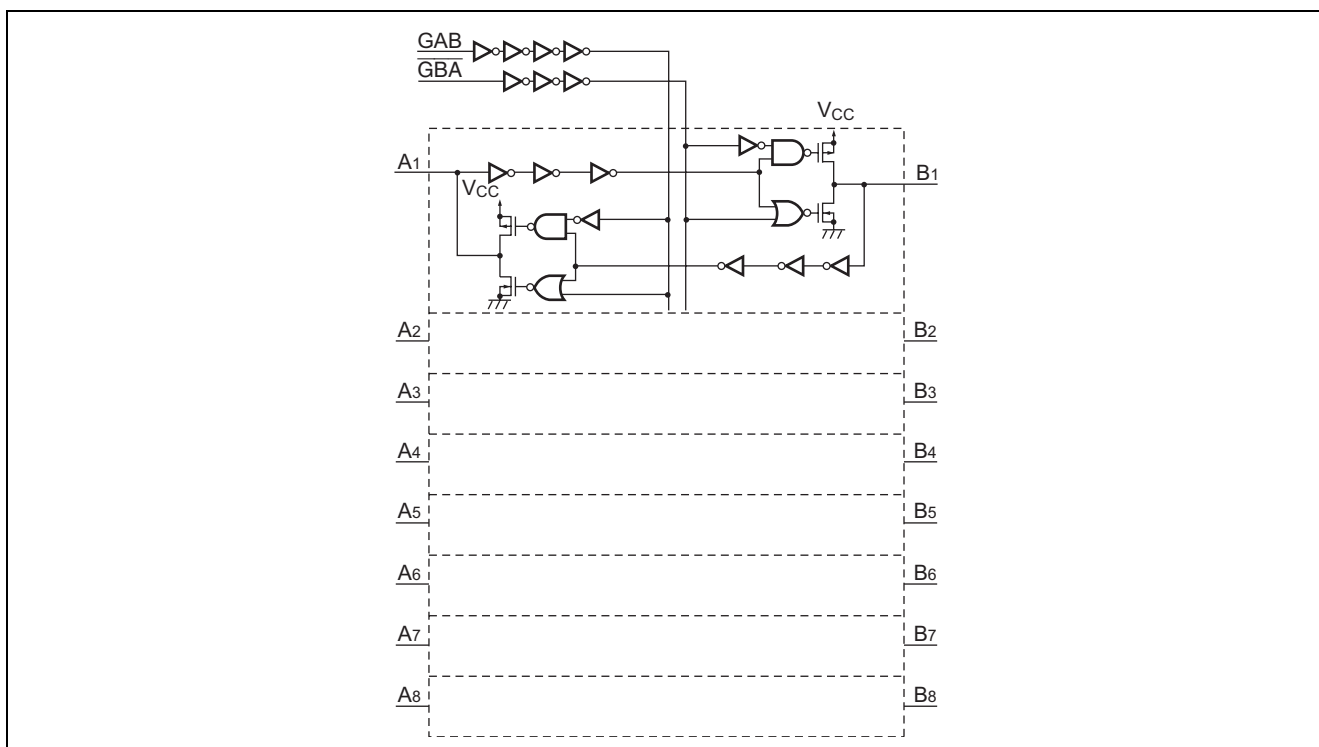 GAB
GBA
VCC
A1
B1
VCC
A2 B2
A3 B3
A4 B4
A5 B5
A6 B6
A7 B7
A8 B8